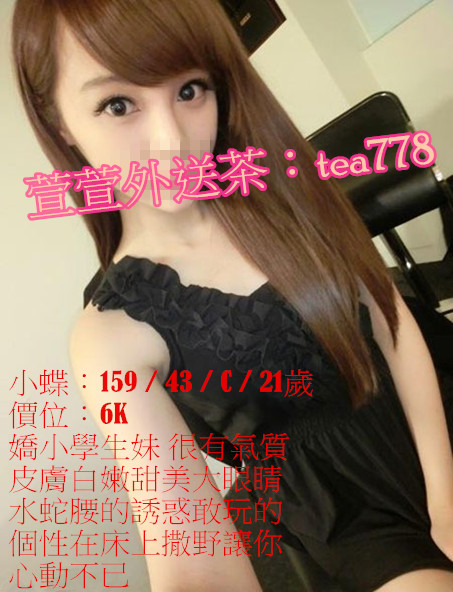 萱萱外送茶：tea778
小蝶：159 / 43 / C / 21歲
價位：6K
嬌小學生妹 很有氣質
皮膚白嫩甜美大眼睛
水蛇腰的誘惑敢玩的
個性在床上撒野讓你
心動不已